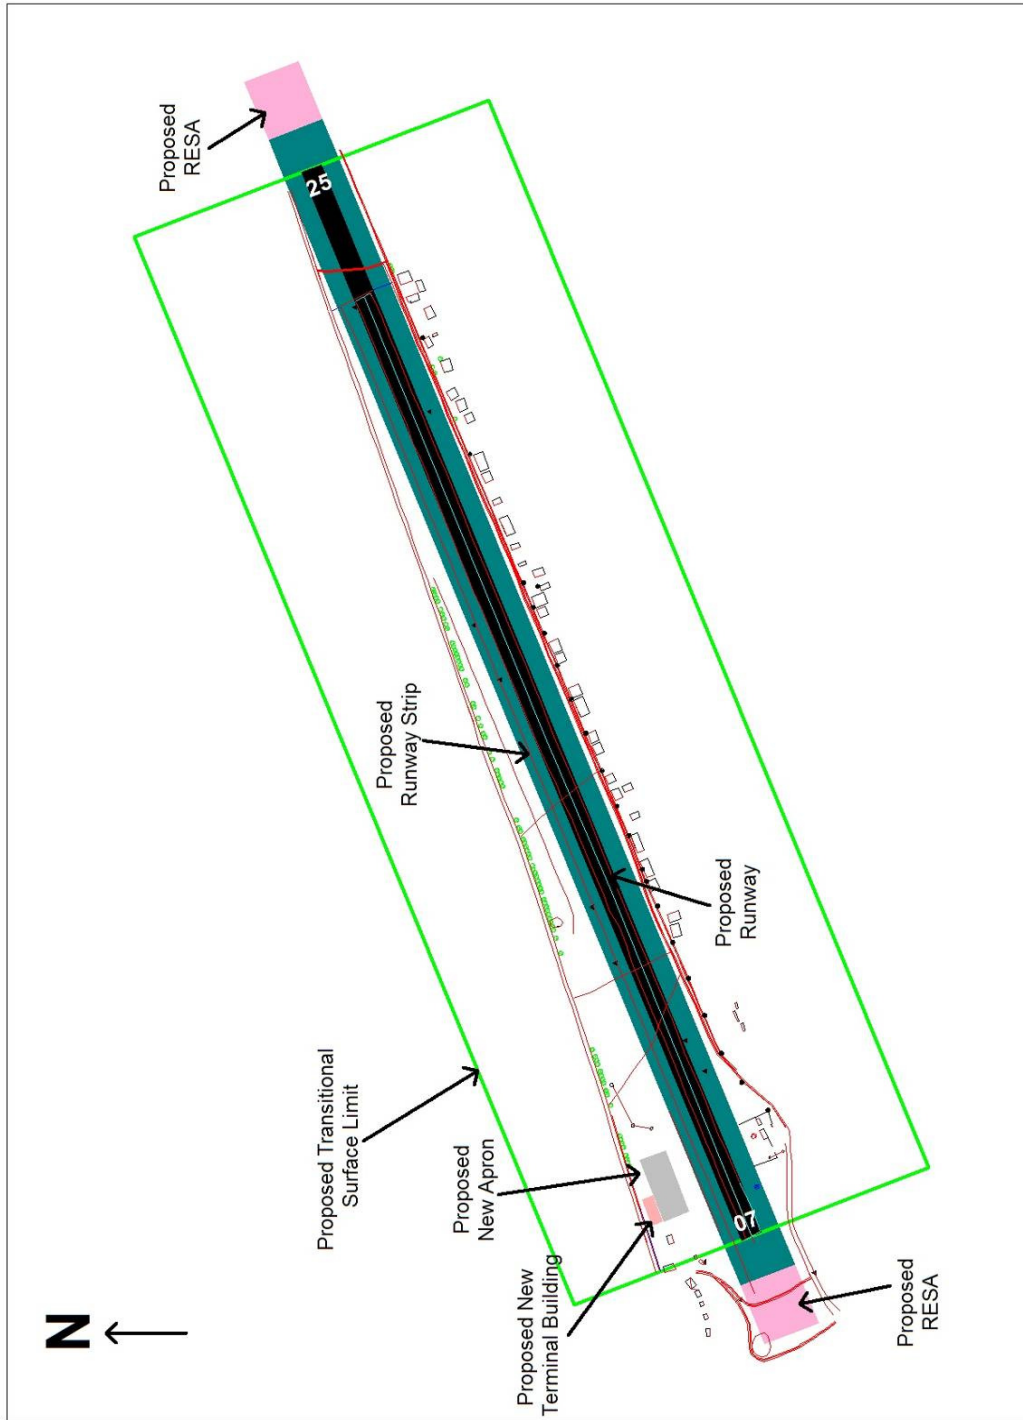 Proposed
RESA
25
Proposed
Runway Strip
Proposed
Runway
Proposed Transitional
Surface Limit
Proposed
New Apron
Proposed New
Terminal Building
07
Proposed
RESA
N